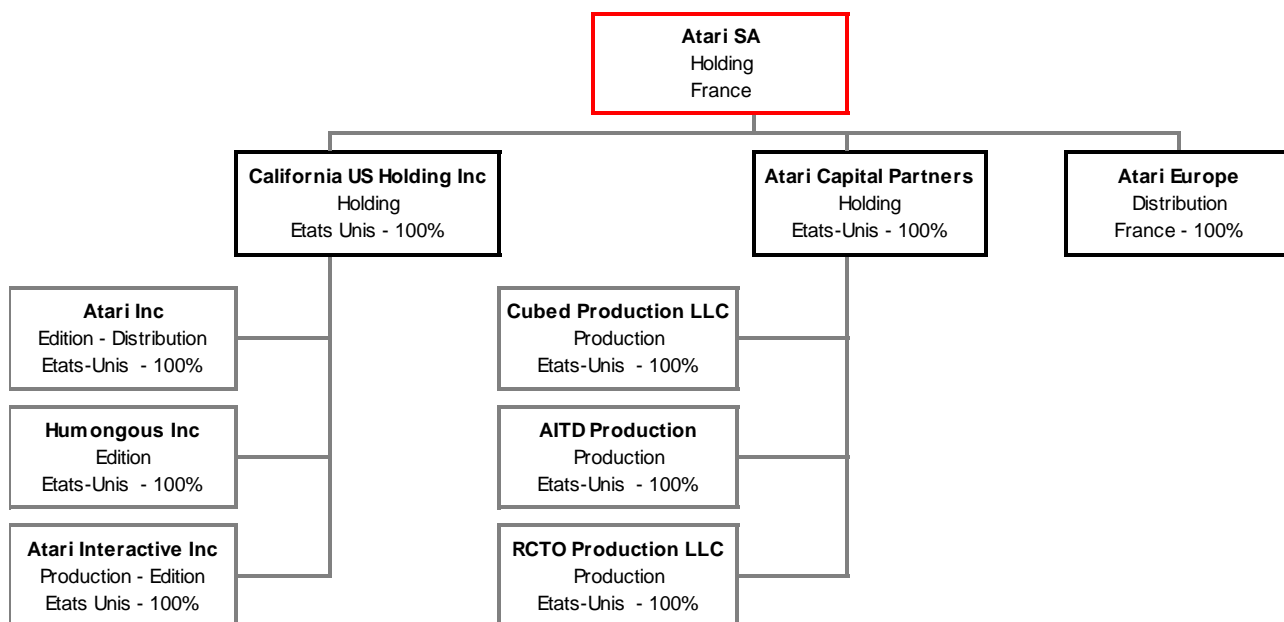 Atari SA
Holding
France
California US Holding Inc
Holding
Etats Unis - 100%
Atari Capital Partners
Holding
Etats-Unis - 100%
Atari Europe
Distribution
France - 100%
Atari Inc
Edition - Distribution
Etats-Unis - 100%
Humongous Inc
Edition
Etats-Unis - 100%
Atari Interactive Inc
Production - Edition
Etats Unis - 100%
Cubed Production LLC
Production
Etats-Unis - 100%
AITD Production
Production
Etats-Unis - 100%
RCTO Production LLC
Production
Etats-Unis - 100%